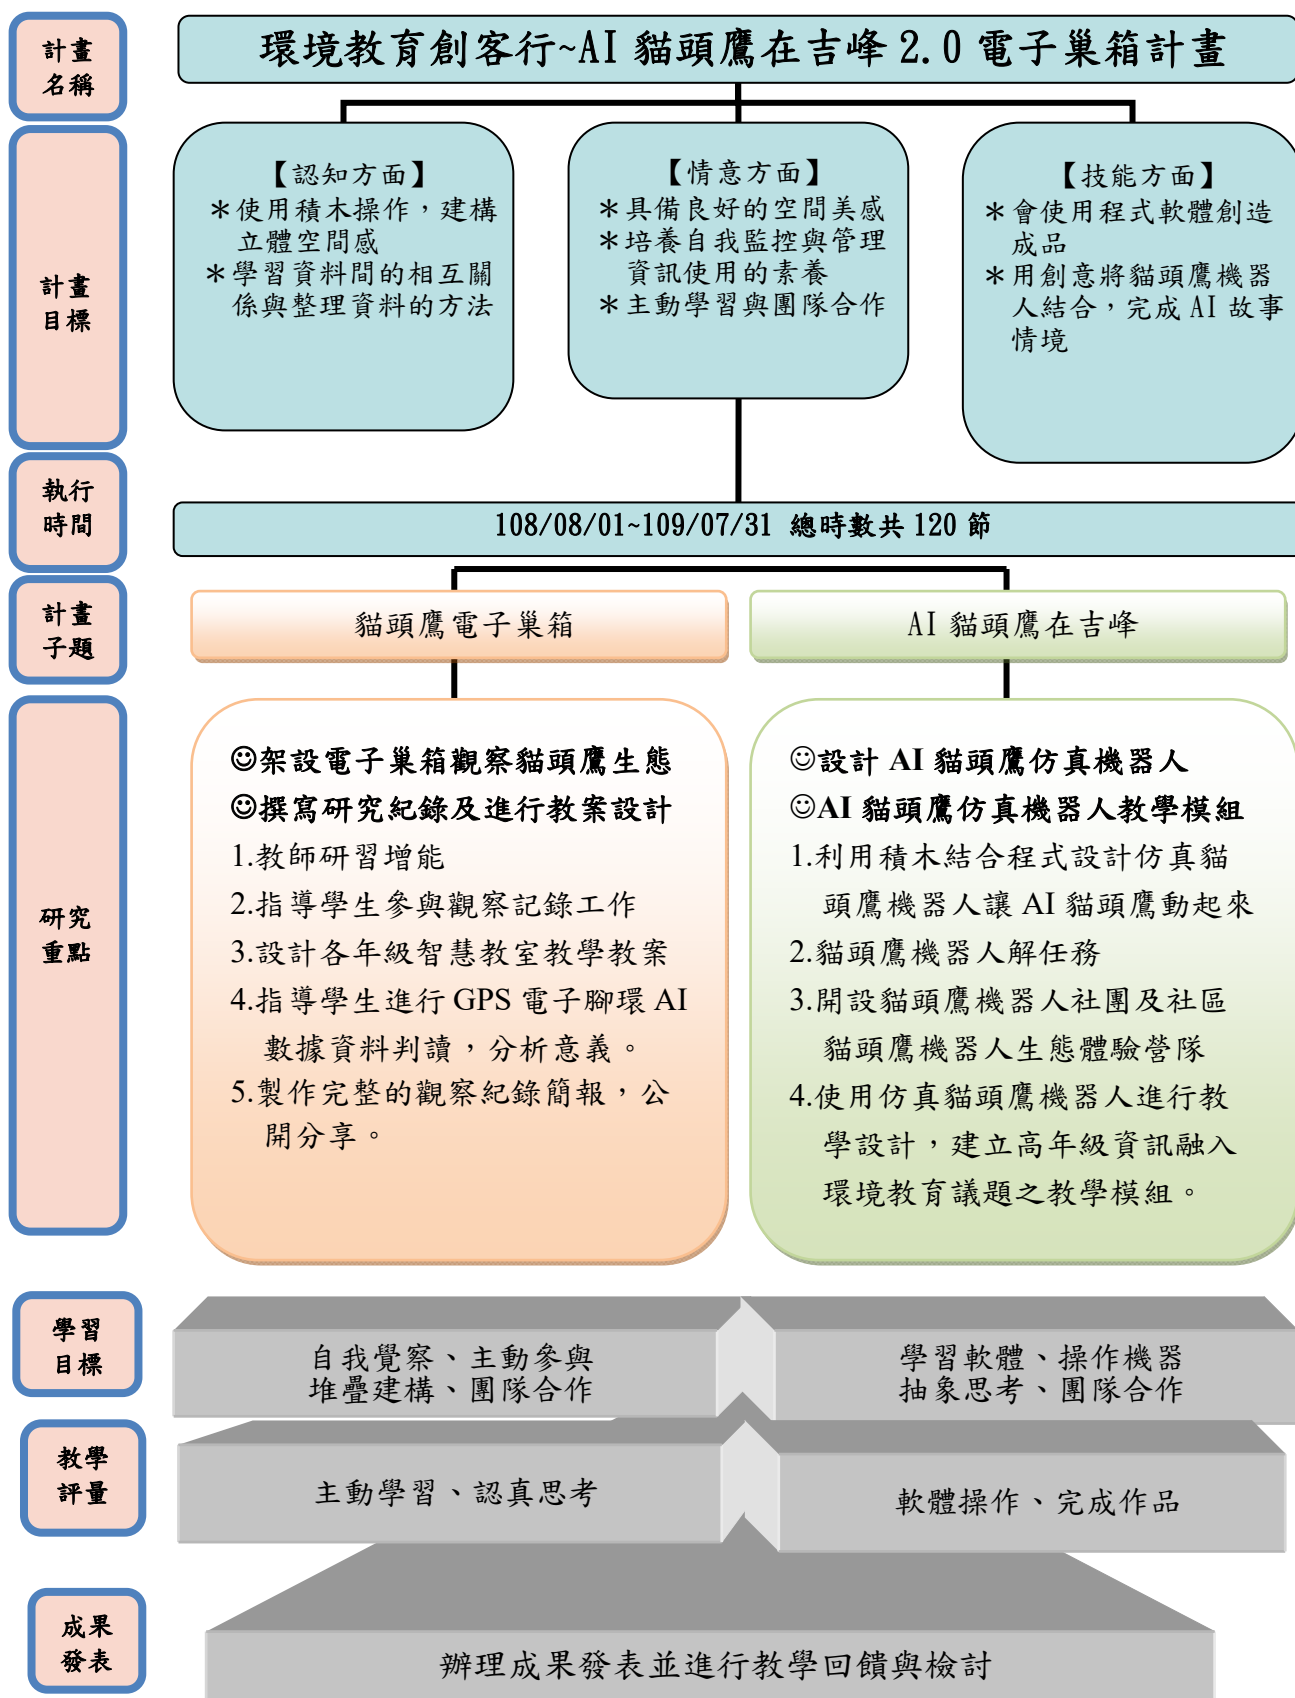 計畫
名稱
環境教育創客行~AI 貓頭鷹在吉峰 2.0 電子巢箱計畫
計畫
目標
【認知方面】
＊使用積木操作，建構
立體空間感
＊學習資料間的相互關
係與整理資料的方法
【情意方面】
＊具備良好的空間美感
＊培養自我監控與管理
資訊使用的素養
＊主動學習與團隊合作
【技能方面】
＊會使用程式軟體創造
成品
＊用創意將貓頭鷹機器
人結合，完成 AI 故事
情境
執行
時間
108/08/01~109/07/31 總時數共 120 節
計畫
子題
貓頭鷹電子巢箱
AI 貓頭鷹在吉峰
研究
重點
☺架設電子巢箱觀察貓頭鷹生態
☺撰寫研究紀錄及進行教案設計
1.教師研習增能
2.指導學生參與觀察記錄工作
3.設計各年級智慧教室教學教案
4.指導學生進行 GPS 電子腳環 AI
數據資料判讀，分析意義。
5.製作完整的觀察紀錄簡報，公
開分享。
☺設計 AI 貓頭鷹仿真機器人
☺AI 貓頭鷹仿真機器人教學模組
1.利用積木結合程式設計仿真貓
頭鷹機器人讓 AI 貓頭鷹動起來
2.貓頭鷹機器人解任務
3.開設貓頭鷹機器人社團及社區
貓頭鷹機器人生態體驗營隊
4.使用仿真貓頭鷹機器人進行教
學設計，建立高年級資訊融入
環境教育議題之教學模組。
學習
目標
自我覺察、主動參與
堆疊建構、團隊合作
學習軟體、操作機器
抽象思考、團隊合作
教學
評量
主動學習、認真思考
軟體操作、完成作品
成果
發表
辦理成果發表並進行教學回饋與檢討